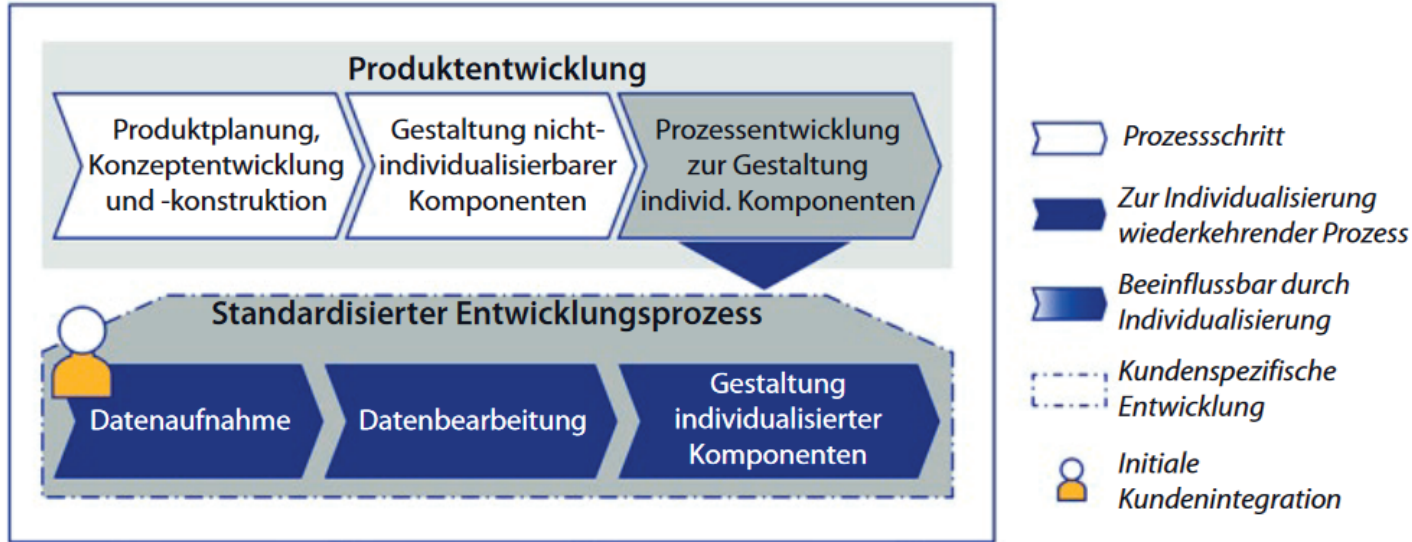 Produktentwicklung
Produktplanung,
Konzeptentwicklung
und -konstruktion
Gestaltung nicht-
individualisierbarer
Komponenten
Prozessentwicklung
zur Gestaltung
individ. Komponenten
Standardisierter Entwicklungsprozess
Datenaufnahme
Datenbearbeitung
Gestaltung
individualisierter
Komponenten
Prozessschritt
Zur Individualisierung
wiederkehrender Prozess
Beeinflussbar durch
Individualisierung
Kundenspezifische
Entwicklung
Initiale
Kundenintegration